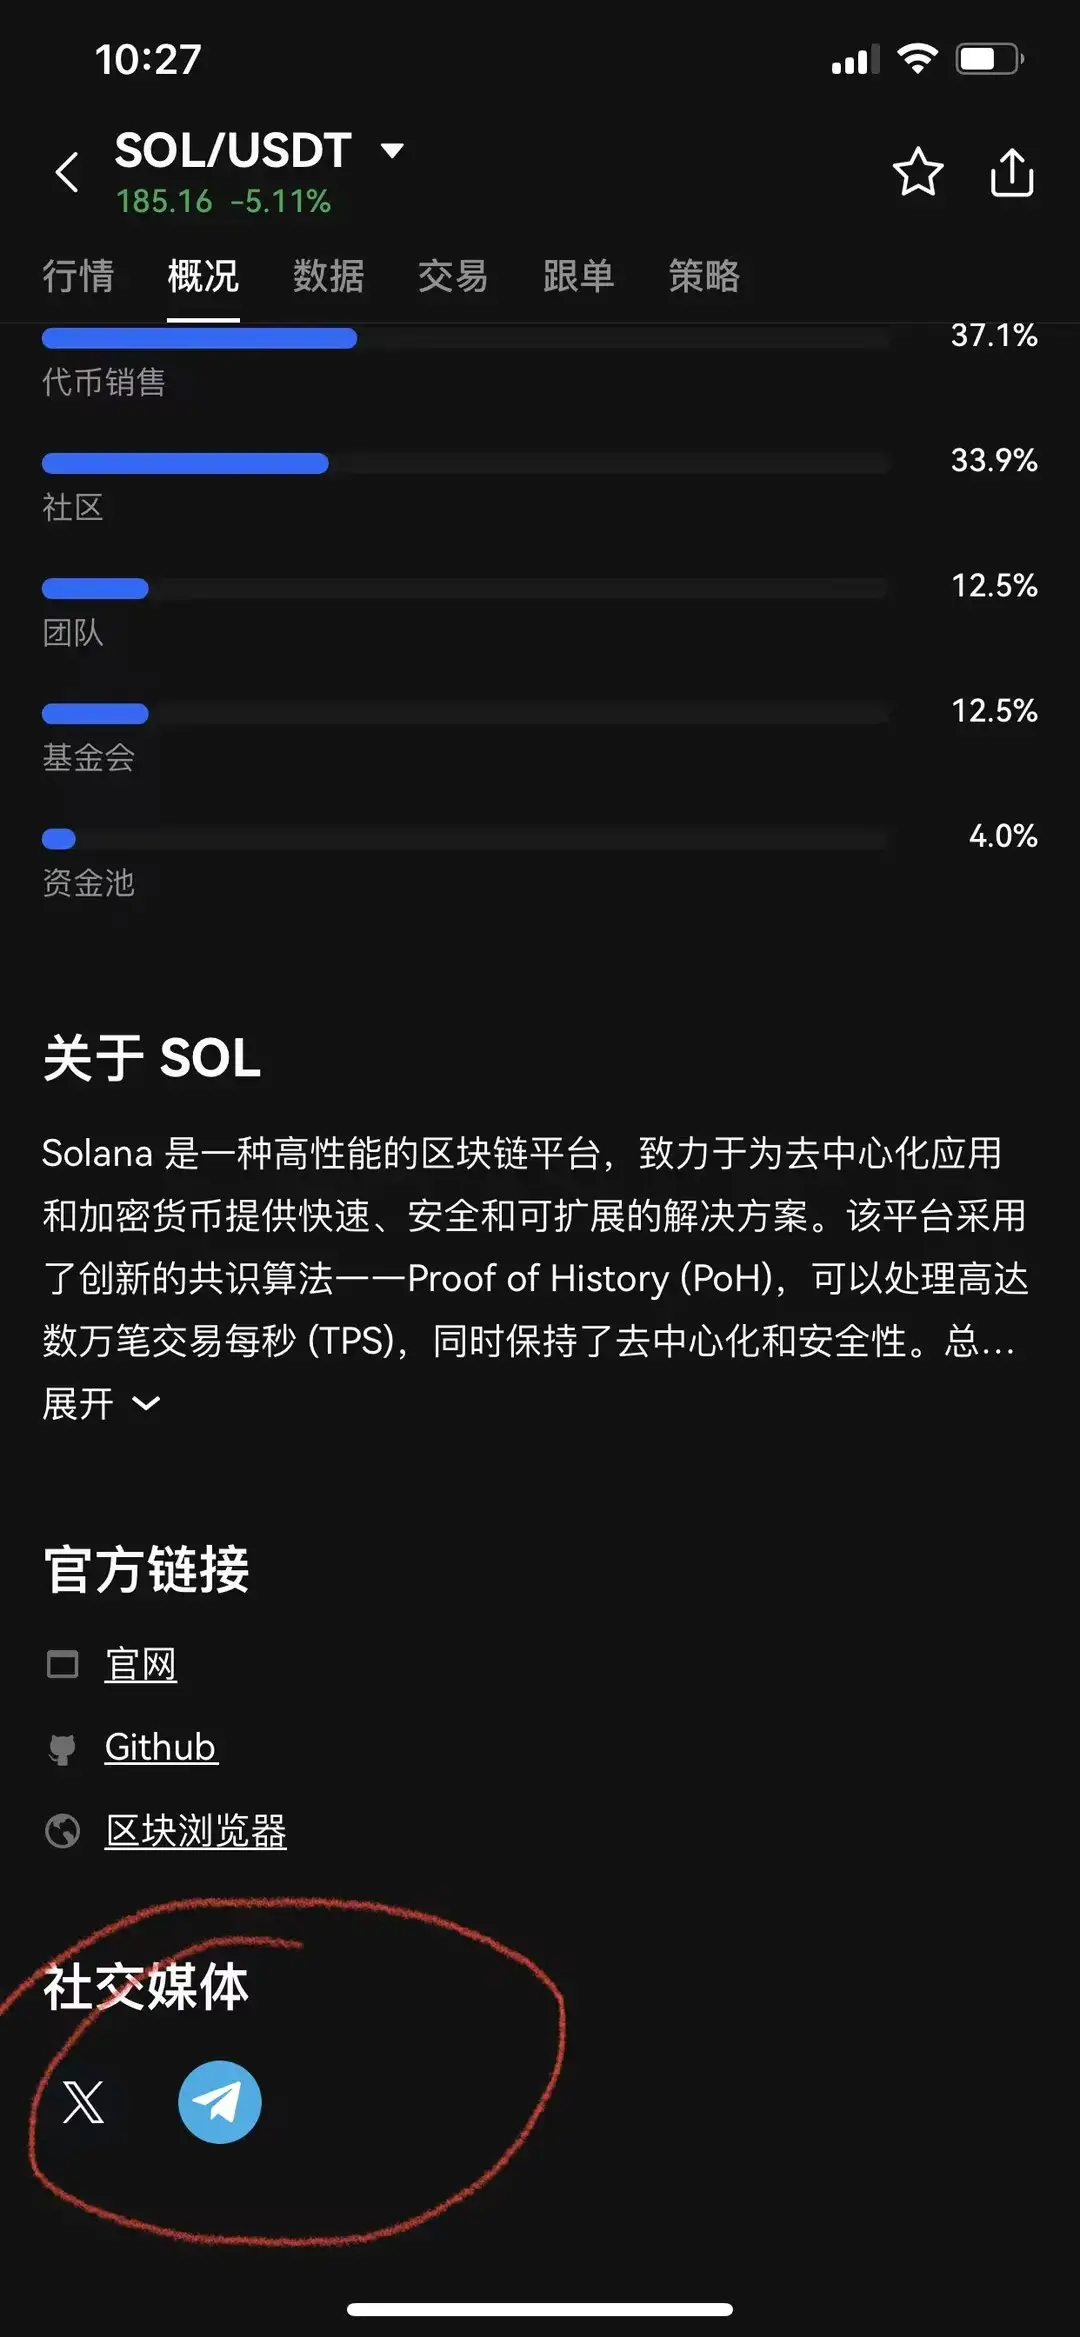 10:27
SOL/USDT
185.16 -5.11%
行情 概况 数据 交易 跟单 策略
37.1%
代币销售
33.9%
社区
12.5%
团队
12.5%
基金会
4.0%
资金池
关于 SOL
Solana 是一种高性能的区块链平台，致力于为去中心化应用
和加密货币提供快速、安全和可扩展的解决方案。该平台采用
了创新的共识算法——Proof of History (PoH)，可以处理高达
数万笔交易每秒 (TPS)，同时保持了去中心化和安全性。总...
展开
官方链接
官网
Github
区块浏览器
社交媒体